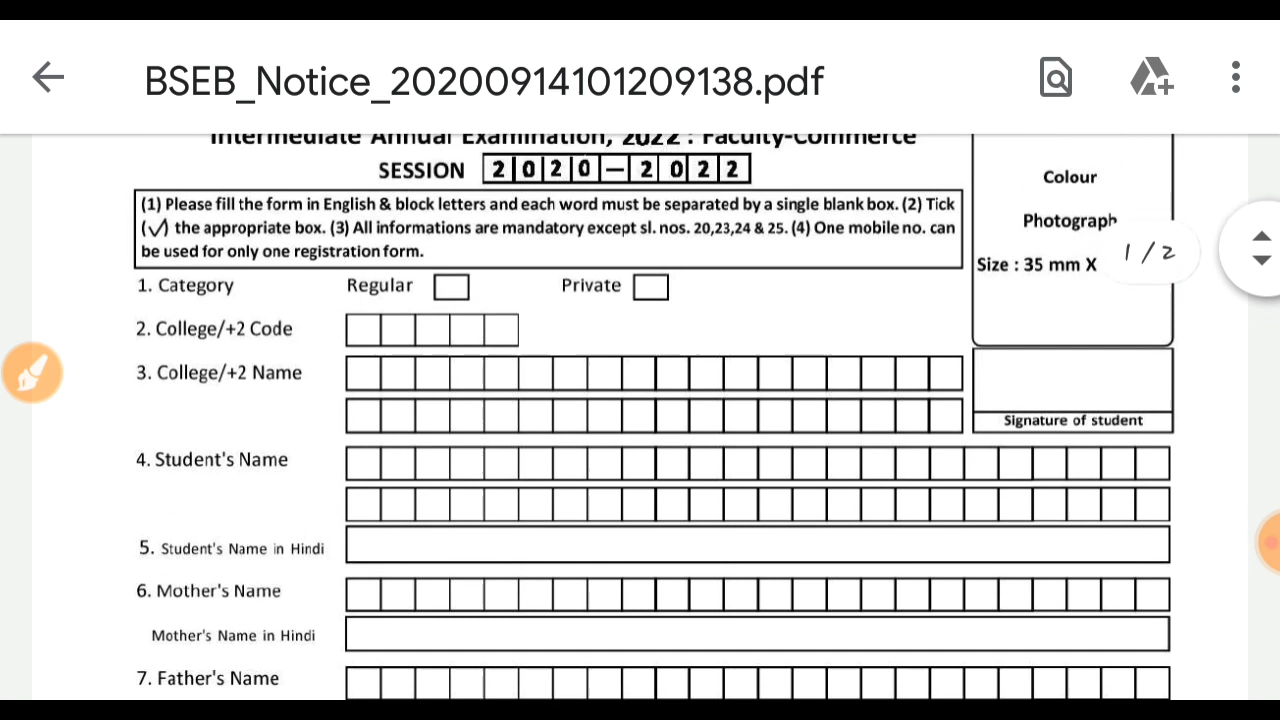 BSEB_Notice_20200914101209138.pdf
Intermediate Annual Examination, 2022 : Faculty-Commerce
SESSION 2020-2022
(1) Please fill the form in English & block letters and each word must be separated by a single blank box. (2) Tick
(✓) the appropriate box. (3) All informations are mandatory except sl. nos. 20,23,24 & 25. (4) One mobile no. can
be used for only one registration form.
Colour
Photograph
Size : 35 mm X
1 / 2
1. Category Regular Private
2. College/+2 Code
3. College/+2 Name
Signature of student
4. Student's Name
5. Student's Name in Hindi
6. Mother's Name
Mother's Name in Hindi
7. Father's Name